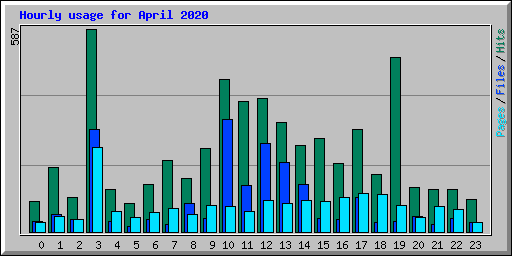 Hourly usage for April 2020
587
Pages / Files / Hits
0 1 2 3 4 5 6 7 8 9 10 11 12 13 14 15 16 17 18 19 20 21 22 23